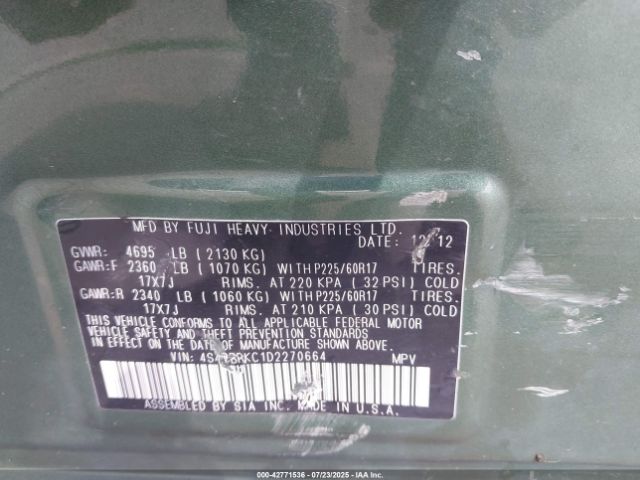 MFD BY FUJI HEAVY INDUSTRIES LTD.
DATE: 12/12
GVWR: 4695 LB ( 2130 KG)
GAWR:F 2360 LB ( 1070 KG) WITH P225/60R17 TIRES.
17X7J RIMS. AT 220 KPA ( 32 PSI) COLD
GAWR:R 2340 LB ( 1060 KG) WITH P225/60R17 TIRES.
17X7J RIMS. AT 210 KPA ( 30 PSI) COLD
THIS VEHICLE CONFORMS TO ALL APPLICABLE FEDERAL MOTOR
VEHICLE SAFETY AND THEFT PREVENTION STANDARDS
IN EFFECT ON THE DATE OF MANUFACTURE SHOWN ABOVE.
VIN: MPV
ASSEMBLED BY SIA INC. MADE IN U.S.A.
000-42771536 - 07/23/2025 - IAA Inc.